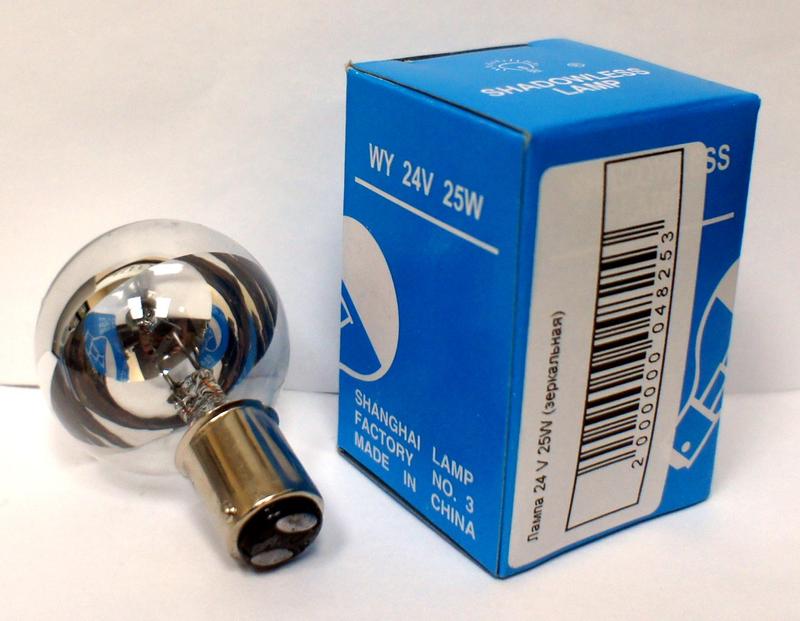 SHADOWLESS
LAMP
®
WY 24V 25W
SHANGHAI LAMP
FACTORY NO. 3
MADE IN CHINA
SS
Лампа 24 V 25W (зеркальная)
2000000048253